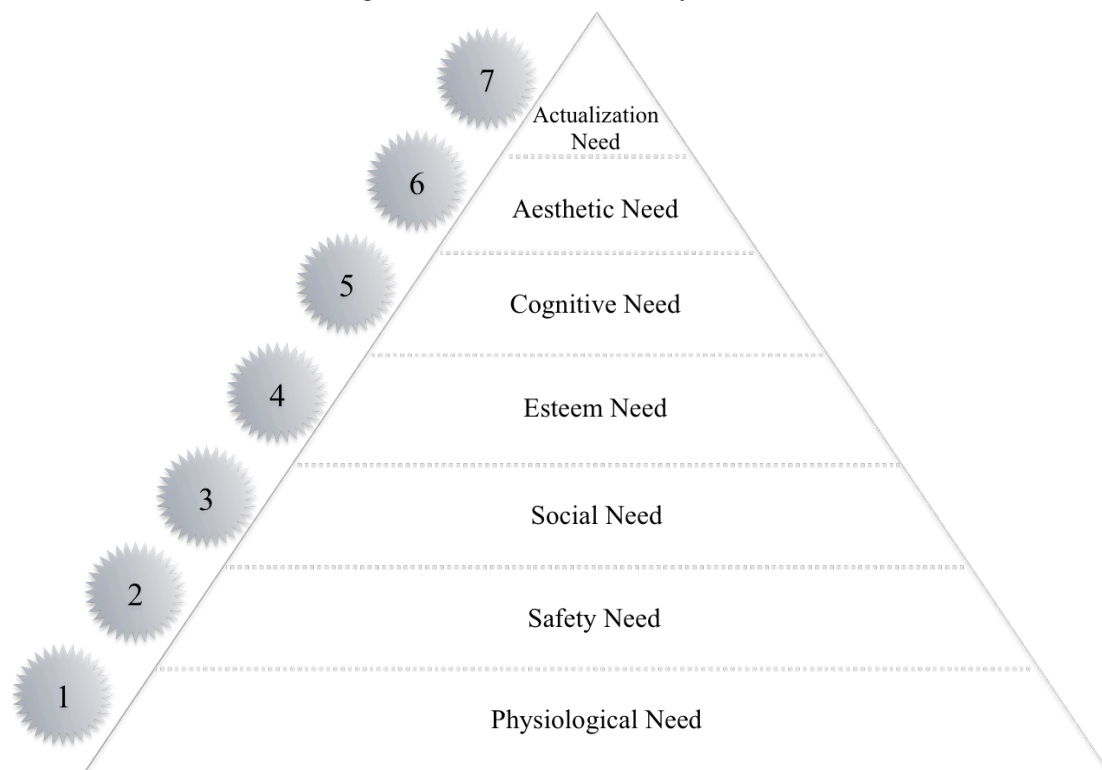 7
Actualization
Need
6
Aesthetic Need
5
Cognitive Need
4
Esteem Need
3
Social Need
2
Safety Need
1
Physiological Need